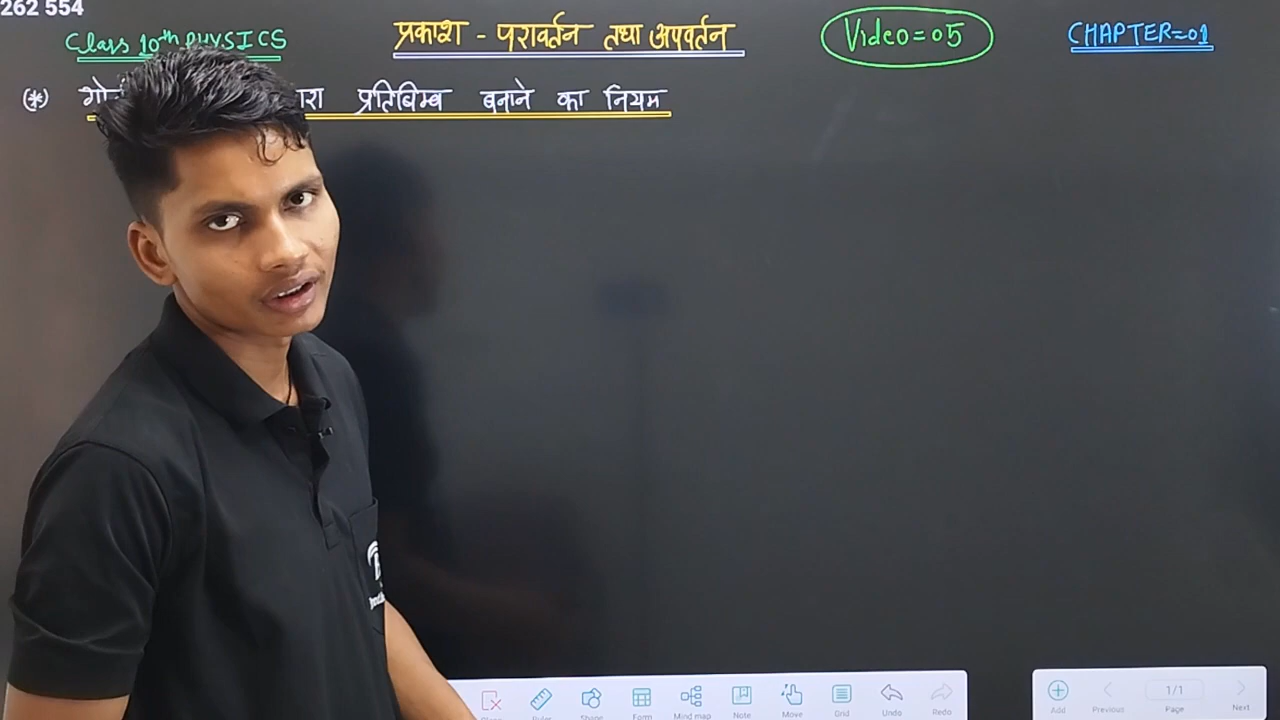 262 554
Class 10th PHYSICS
प्रकाश - परावर्तन तथा अपवर्तन
Video=05
CHAPTER=01
(*) प्रतिबिम्ब बनाने का नियम
Ruler Shape Form Mind map Note Move Grid Undo Redo
Add Previous 1/1 Page Next